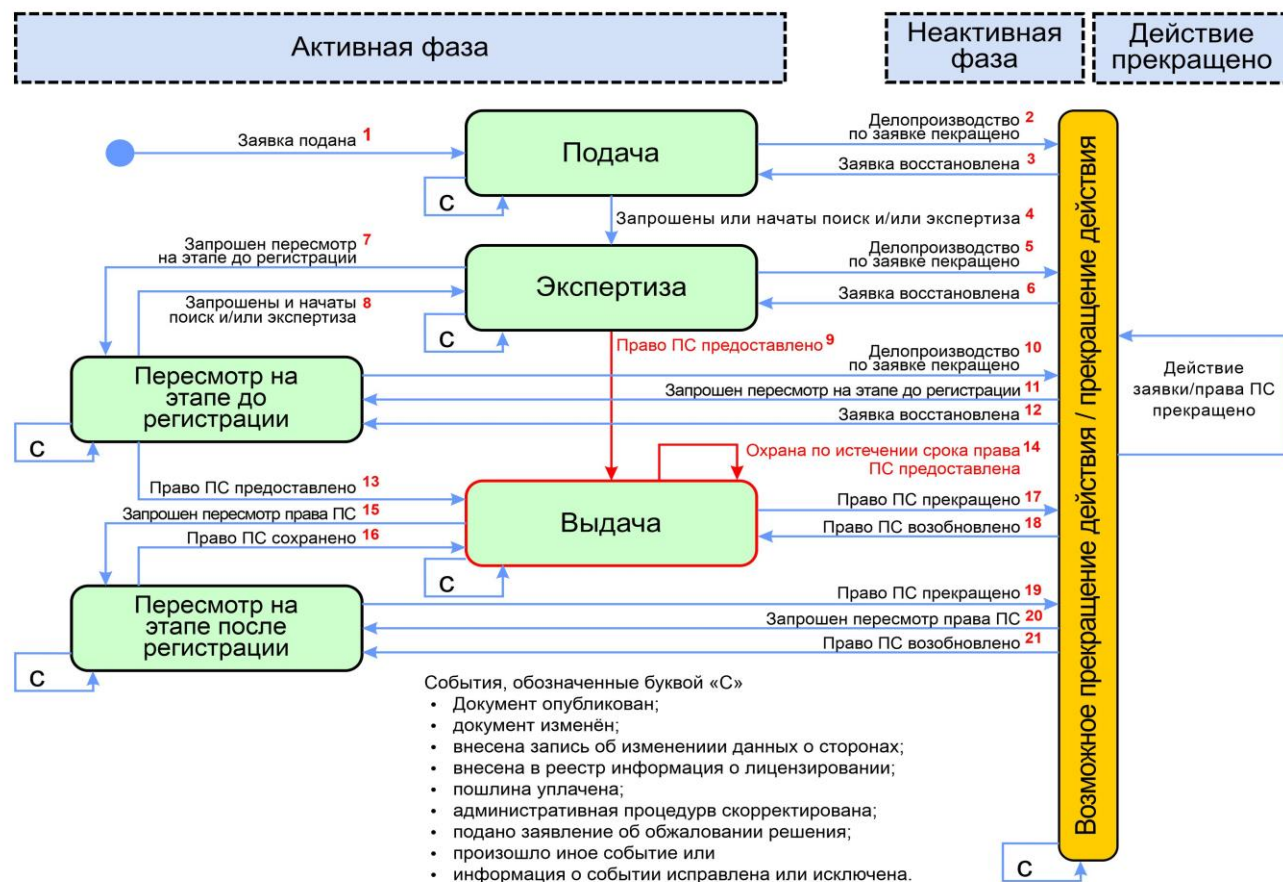 Активная фаза
Неактивная
фаза
Действие
прекращено
Заявка подана 1
Подача
Делопроизводство 2
по заявке пекращено
Заявка восстановлена 3
С
Запрошены или начаты поиск и/или экспертиза 4
Запрошен пересмотр 7
на этапе до регистрации
Экспертиза
Делопроизводство 5
по заявке пекращено
Запрошены и начаты 8
поиск и/или экспертиза
Заявка восстановлена 6
С
Право ПС предоставлено 9
Пересмотр на
этапе до
регистрации
Делопроизводство 10
по заявке пекращено
Запрошен пересмотр на этапе до регистрации 11
Заявка восстановлена 12
С
Действие
заявки/права ПС
прекращено
Охрана по истечении срока права 14
ПС предоставлена
Право ПС предоставлено 13
Запрошен пересмотр права ПС 15
Право ПС сохранено 16
Выдача
Право ПС прекращено 17
Право ПС возобновлено 18
С
Пересмотр на
этапе после
регистрации
Право ПС прекращено 19
Запрошен пересмотр права ПС 20
Право ПС возобновлено 21
С
Возможное прекращение действия / прекращение действия
С
События, обозначенные буквой «С»
• Документ опубликован;
• документ изменён;
• внесена запись об изменениии данных о сторонах;
• внесена в реестр информация о лицензировании;
• пошлина уплачена;
• административная процедурв скорректирована;
• подано заявление об обжаловании решения;
• произошло иное событие или
• информация о событии исправлена или исключена.